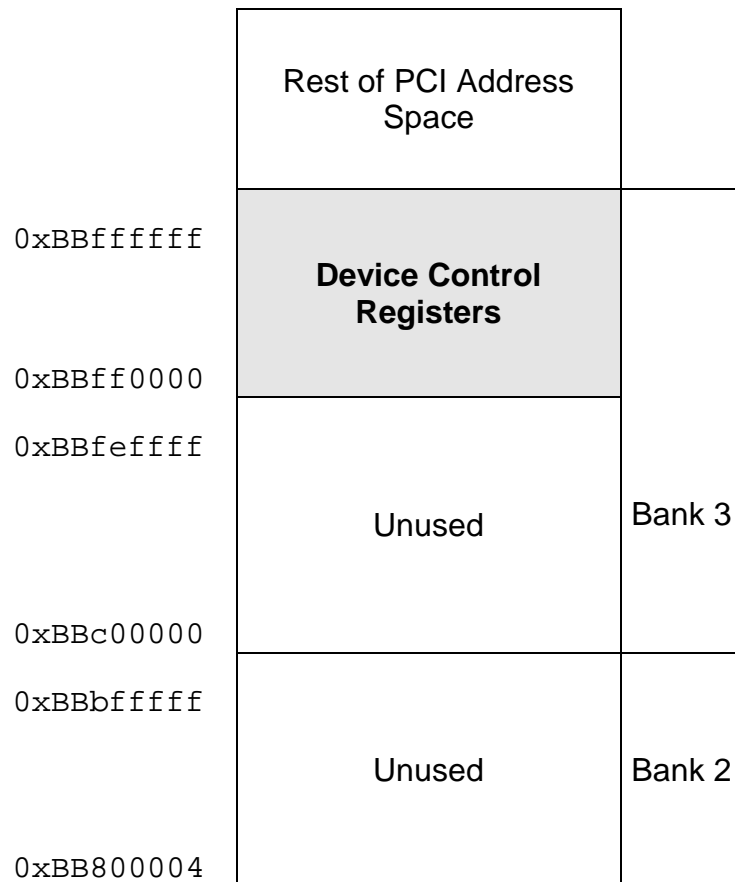 Rest of PCI Address
Space
0xBBffffff
Device Control
Registers
0xBBff0000
0xBBfeffff
Unused
Bank 3
0xBBc00000
0xBBbfffff
Unused
Bank 2
0xBB800004